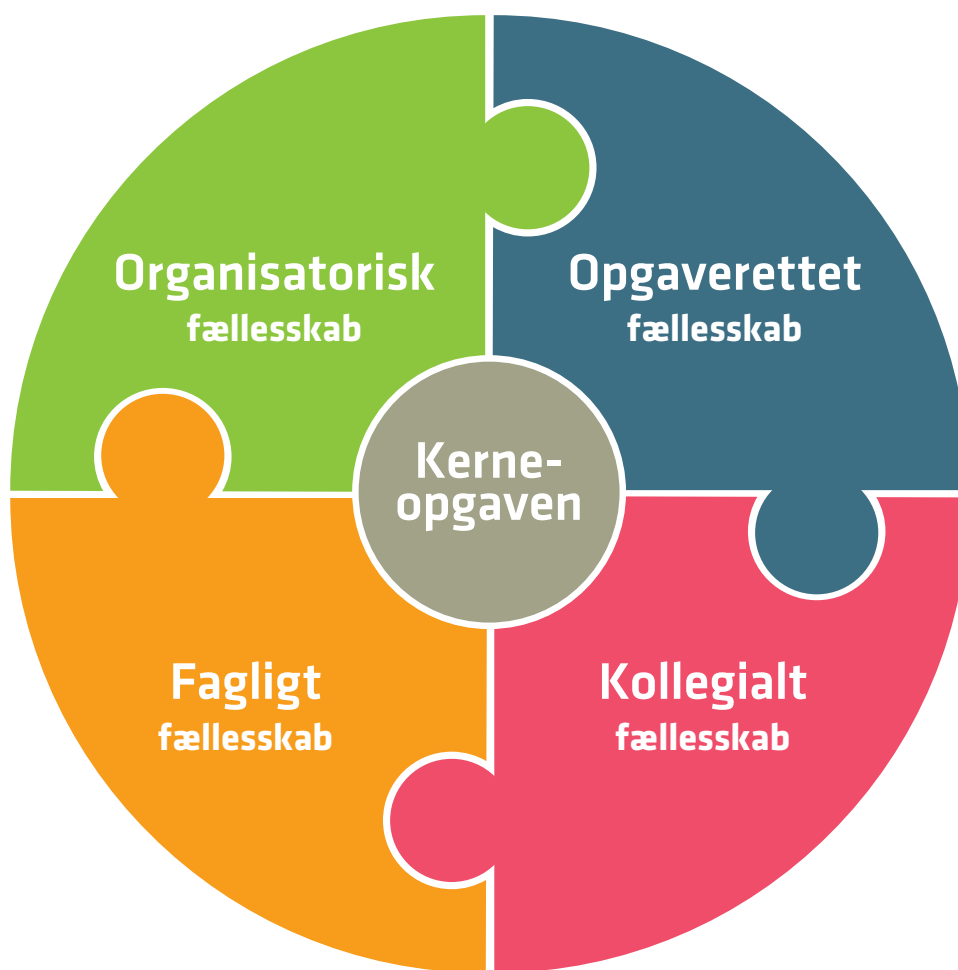 Organisatorisk
fællesskab
Opgaverettet
fællesskab
Kerne-
opgaven
Fagligt
fællesskab
Kollegialt
fællesskab